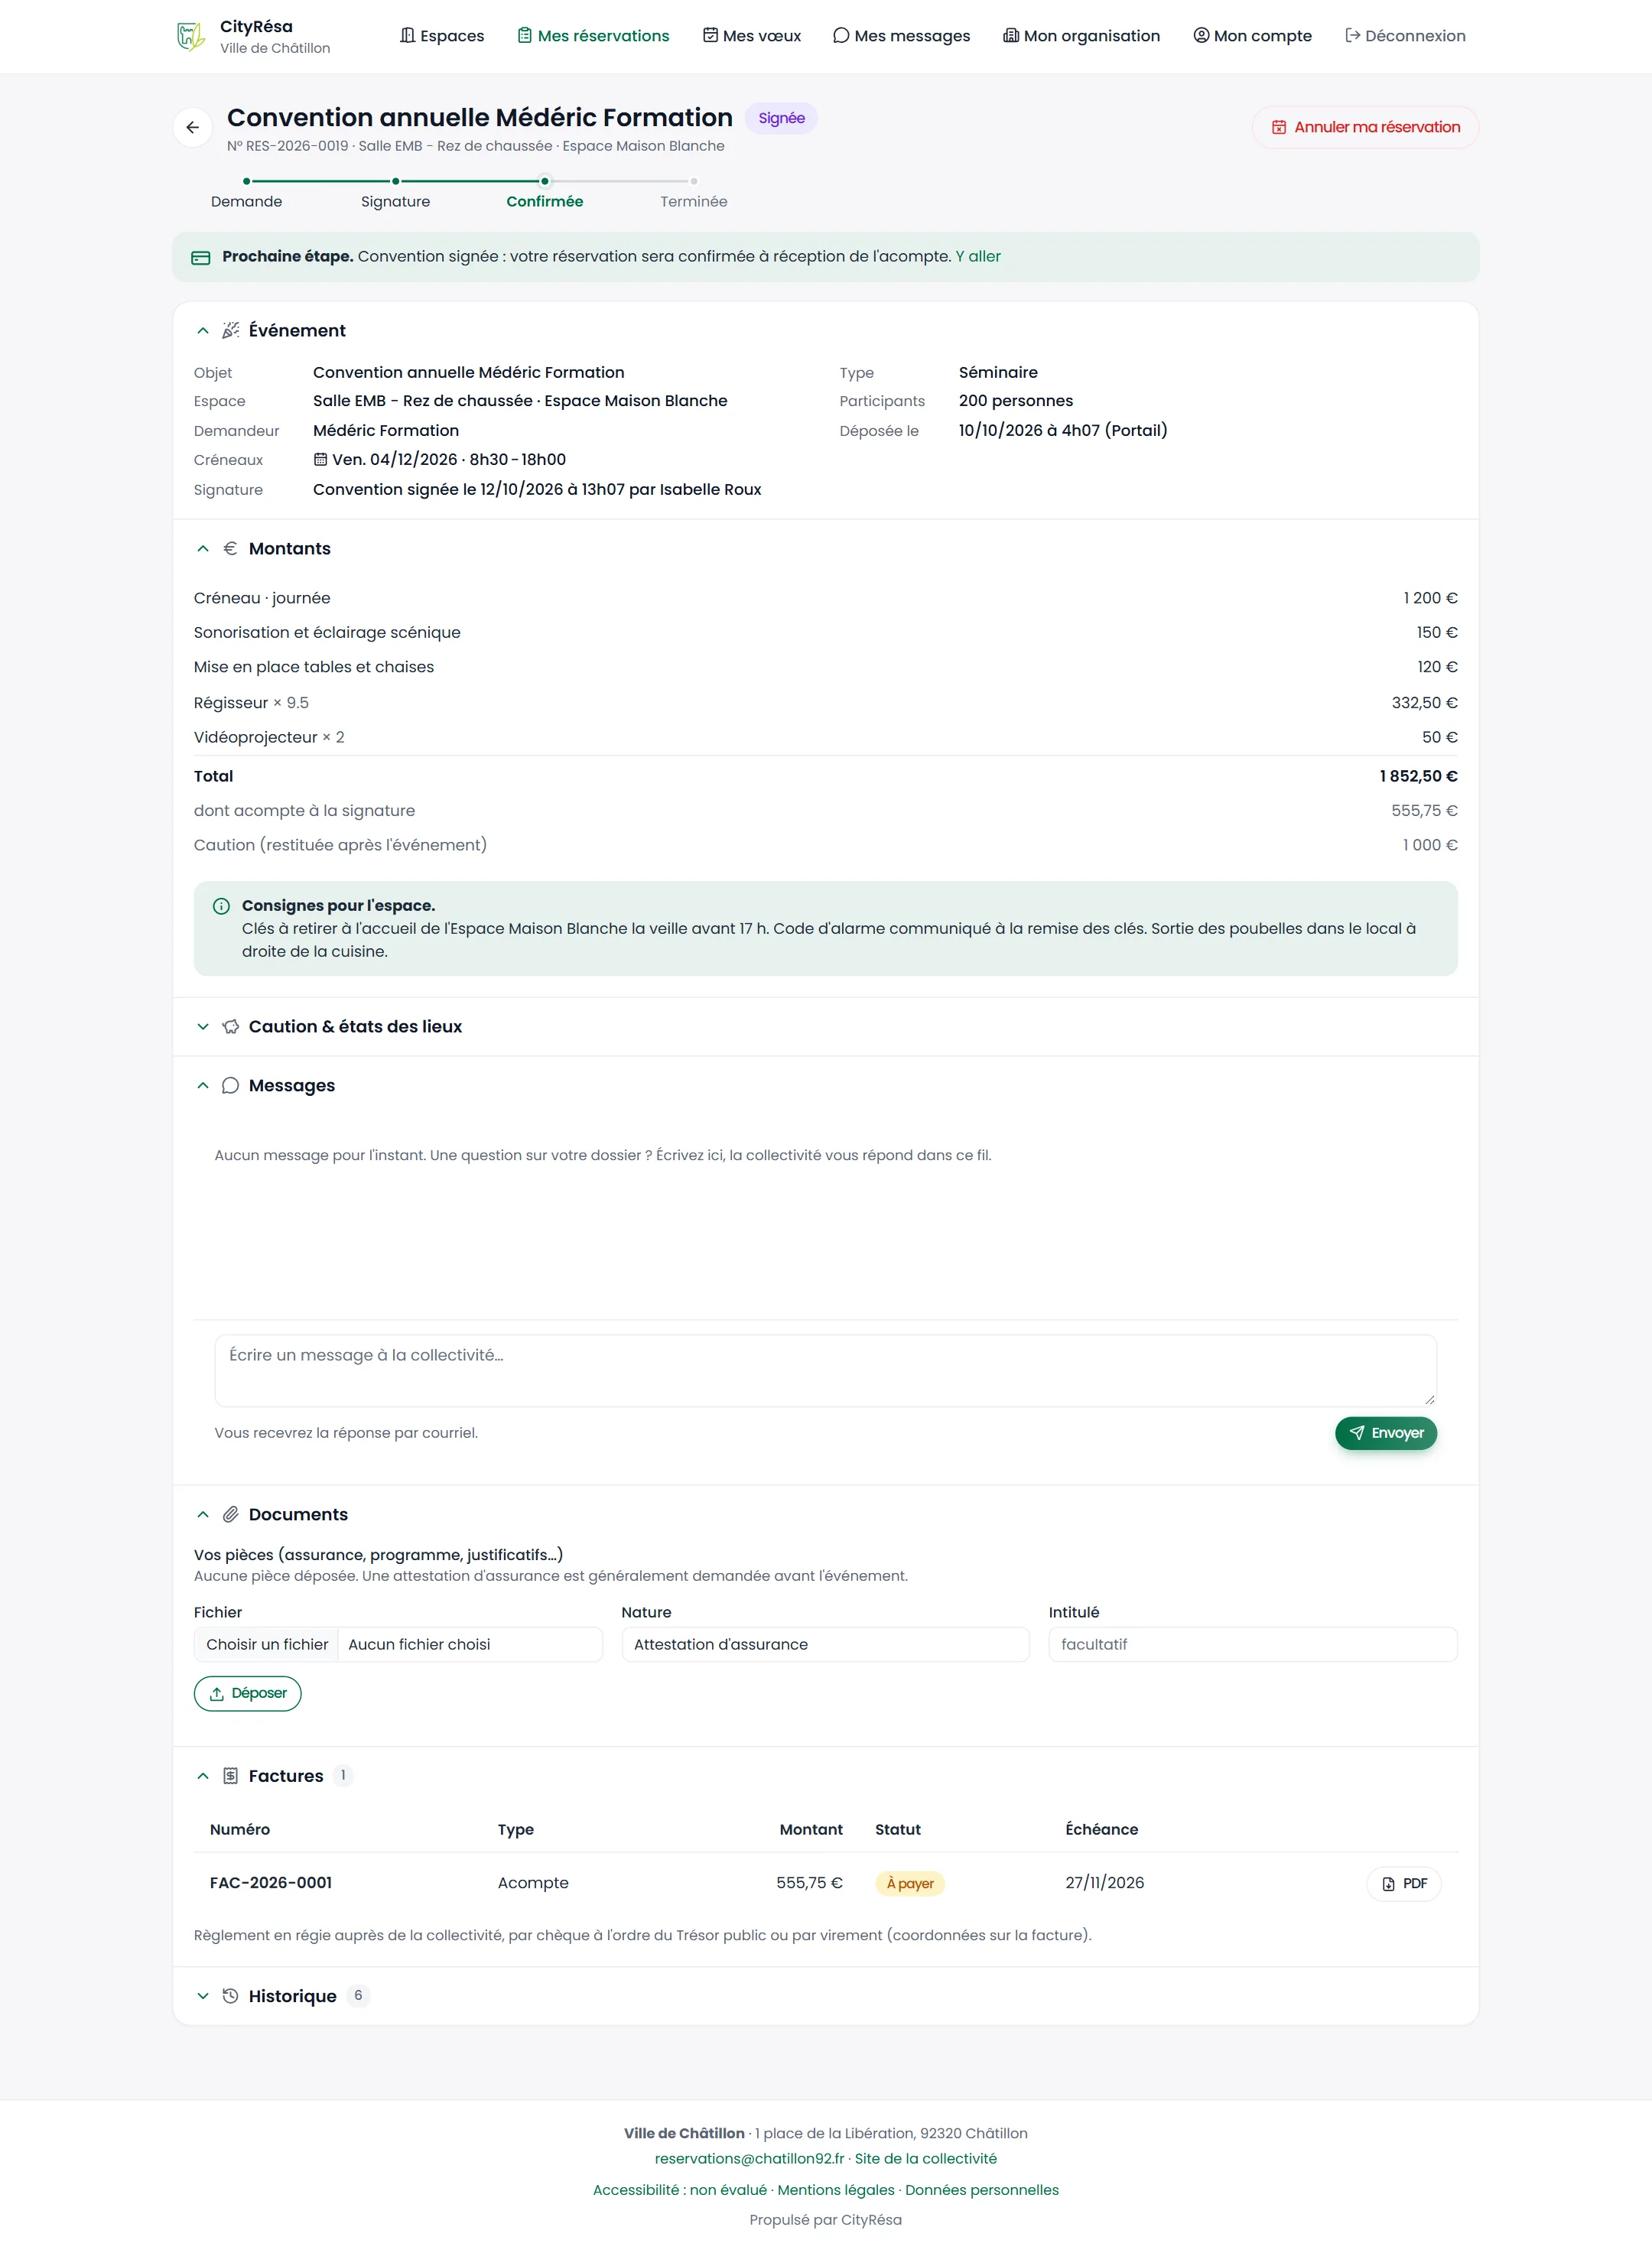 CityRésa
Ville de Châtillon
Espaces
Mes réservations
Mes vœux
Mes messages
Mon organisation
Mon compte
Déconnexion
Convention annuelle Médéric Formation
Signée
N° RES-2026-0019 · Salle EMB - Rez de chaussée · Espace Maison Blanche
Annuler ma réservation
Demande
Signature
Confirmée
Terminée
Prochaine étape. Convention signée : votre réservation sera confirmée à réception de l'acompte. Y aller
Événement
Objet Convention annuelle Médéric Formation
Type Séminaire
Espace Salle EMB - Rez de chaussée · Espace Maison Blanche
Participants 200 personnes
Demandeur Médéric Formation
Déposée le 10/10/2026 à 4h07 (Portail)
Créneaux Ven. 04/12/2026 · 8h30-18h00
Signature Convention signée le 12/10/2026 à 13h07 par Isabelle Roux
Montants
Créneau · journée 1 200 €
Sonorisation et éclairage scénique 150 €
Mise en place tables et chaises 120 €
Régisseur × 9.5 332,50 €
Vidéoprojecteur × 2 50 €
Total 1 852,50 €
dont acompte à la signature 555,75 €
Caution (restituée après l'événement) 1 000 €
Consignes pour l'espace.
Clés à retirer à l'accueil de l'Espace Maison Blanche la veille avant 17 h. Code d'alarme communiqué à la remise des clés. Sortie des poubelles dans le local à
droite de la cuisine.
Caution & états des lieux
Messages
Aucun message pour l'instant. Une question sur votre dossier ? Écrivez ici, la collectivité vous répond dans ce fil.
Écrire un message à la collectivité…
Vous recevrez la réponse par courriel.
Envoyer
Documents
Vos pièces (assurance, programme, justificatifs…)
Aucune pièce déposée. Une attestation d'assurance est généralement demandée avant l'événement.
Fichier
Nature
Intitulé
Choisir un fichier Aucun fichier choisi
Attestation d'assurance
facultatif
Déposer
Factures 1
Numéro Type Montant Statut Échéance
FAC-2026-0001 Acompte 555,75 € À payer 27/11/2026 PDF
Règlement en régie auprès de la collectivité, par chèque à l'ordre du Trésor public ou par virement (coordonnées sur la facture).
Historique 6
Ville de Châtillon · 1 place de la Libération, 92320 Châtillon
reservations@chatillon92.fr · Site de la collectivité
Accessibilité : non évalué · Mentions légales · Données personnelles
Propulsé par CityRésa